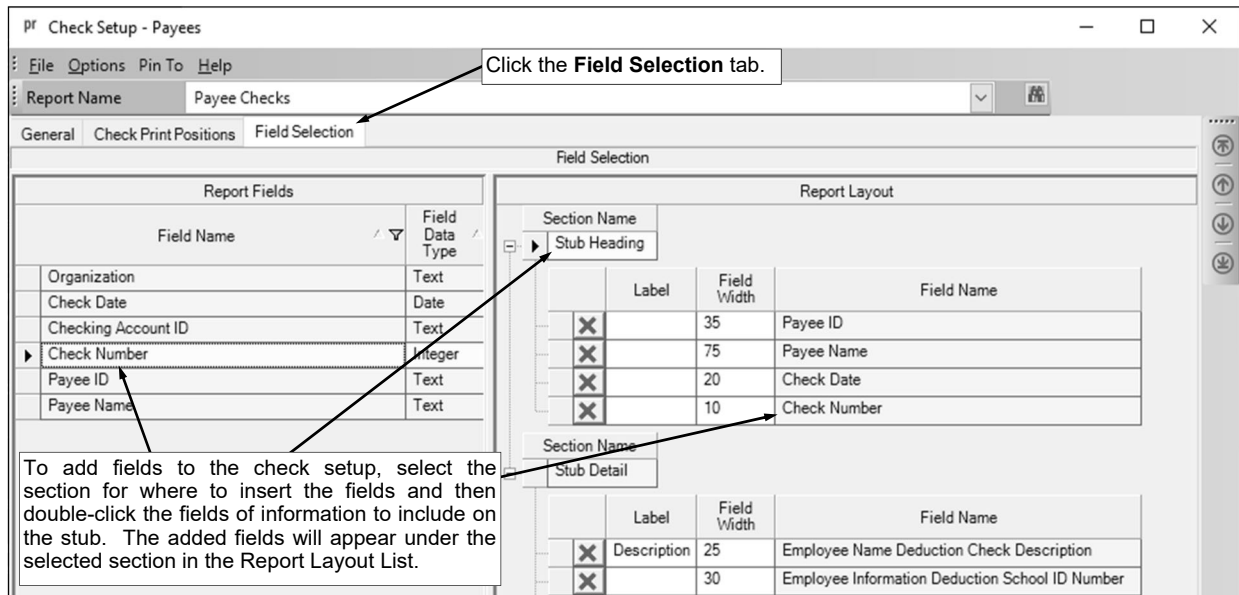 pr Check Setup - Payees
File Options Pin To Help
Click the Field Selection tab.
Report Name Payee Checks
General Check Print Positions Field Selection
Field Selection
Report Fields
Field Name Field Data Type
Organization Text
Check Date Date
Checking Account ID Text
Check Number Integer
Payee ID Text
Payee Name Text
To add fields to the check setup, select the
section for where to insert the fields and then
double-click the fields of information to include on
the stub. The added fields will appear under the
selected section in the Report Layout List.
Report Layout
Section Name
Stub Heading
Label Field Width Field Name
35 Payee ID
75 Payee Name
20 Check Date
10 Check Number
Section Name
Stub Detail
Label Field Width Field Name
Description 25 Employee Name Deduction Check Description
30 Employee Information Deduction School ID Number